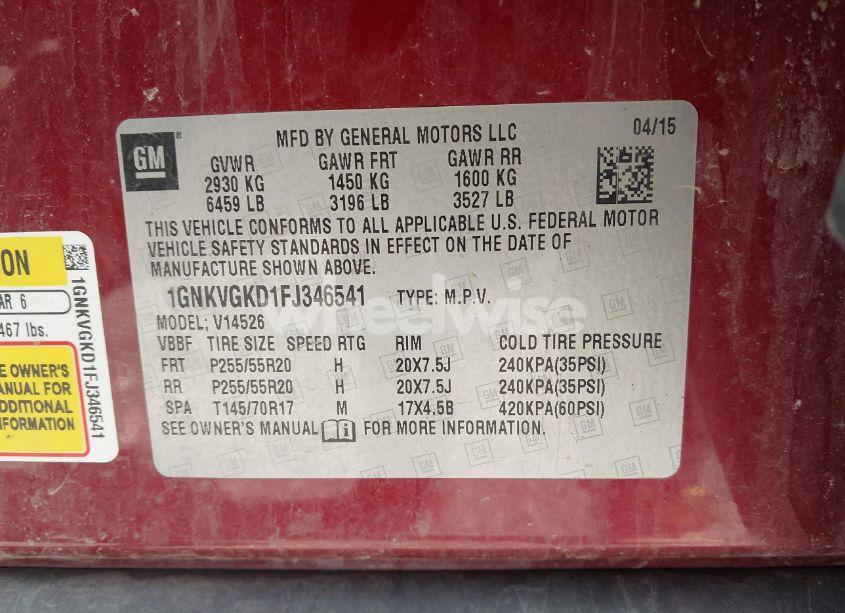 MFD BY GENERAL MOTORS LLC
04/15
GM
®
GVWR GAWR FRT GAWR RR
2930 KG 1450 KG 1600 KG
6459 LB 3196 LB 3527 LB
THIS VEHICLE CONFORMS TO ALL APPLICABLE U.S. FEDERAL MOTOR
VEHICLE SAFETY STANDARDS IN EFFECT ON THE DATE OF
MANUFACTURE SHOWN ABOVE.
1GNKVGKD1FJ346541 TYPE: M.P.V.
MODEL: V14526
VBBF TIRE SIZE SPEED RTG RIM COLD TIRE PRESSURE
FRT P255/55R20 H 20X7.5J 240KPA(35PSI)
RR P255/55R20 H 20X7.5J 240KPA(35PSI)
SPA T145/70R17 M 17X4.5B 420KPA(60PSI)
SEE OWNER'S MANUAL FOR MORE INFORMATION.
wheelwise
ION
AR 6
467 lbs.
E OWNER'S
ANUAL FOR
DDITIONAL
FORMATION
1GNKVGKD1FJ346541